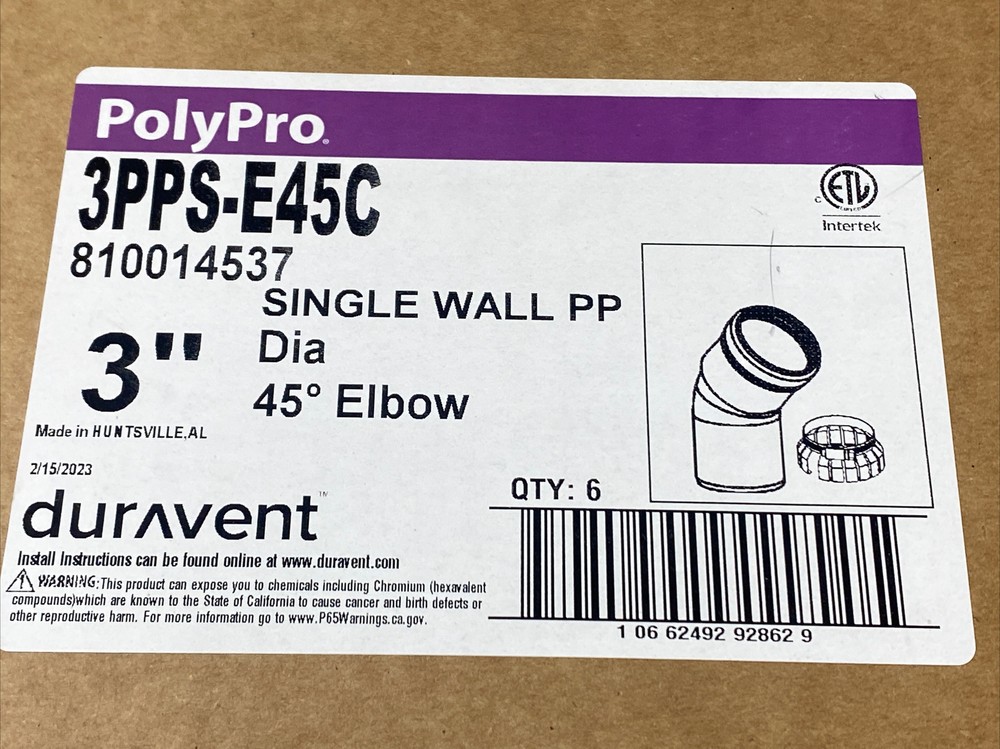 PolyPro®
3PPS-E45C
810014537
C ETL
Intertek
SINGLE WALL PP
3" Dia
45° Elbow
Made in HUNTSVILLE,AL
2/15/2023
duravent™
QTY: 6
Install Instructions can be found online at www.duravent.com
WARNING:This product can expose you to chemicals including Chromium (hexavalent
compounds)which are known to the State of California to cause cancer and birth defects or
other reproductive harm. For more information go to www.P65Warnings.ca.gov.
1 06 62492 92862 9